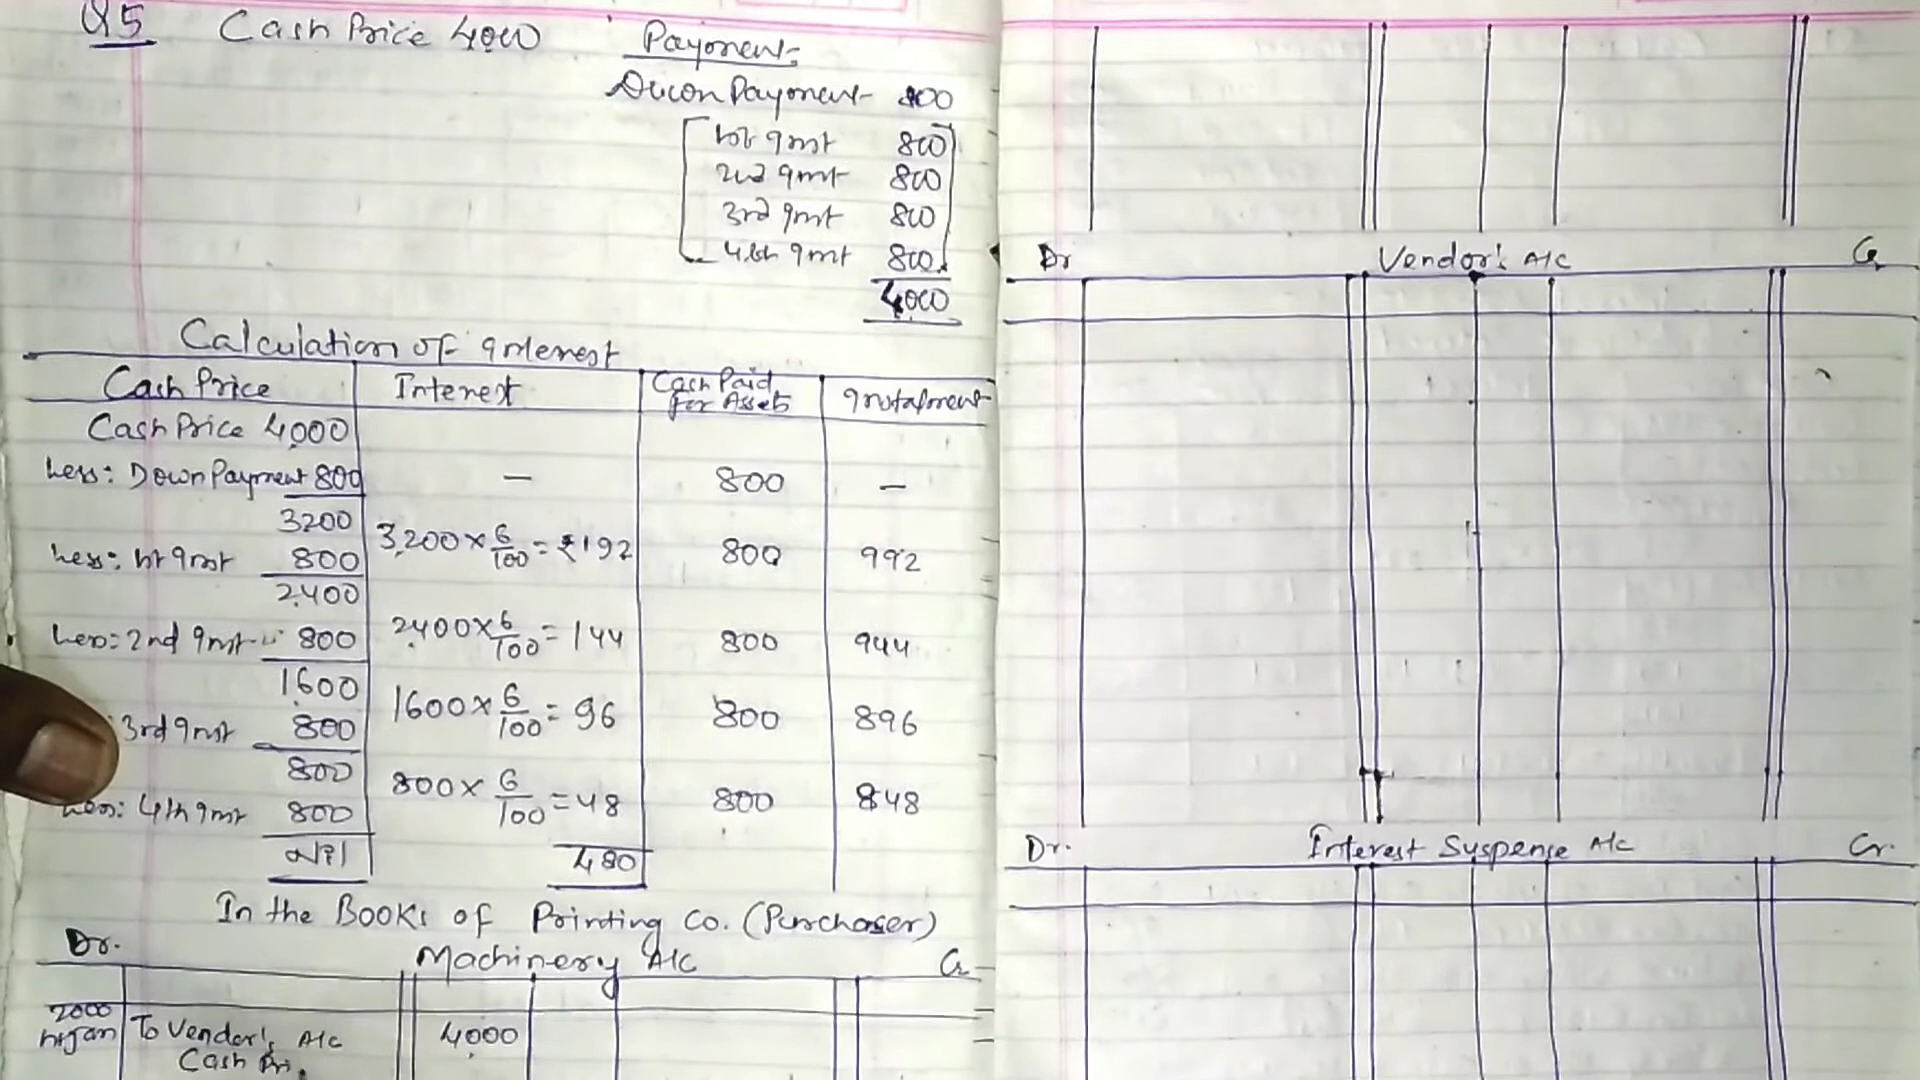 Q5 Cash Price 4000 Payment:
Down Payment 800
1st Inst 800
2nd Inst 800
3rd Inst 800
4th Inst 800
4000
Calculation of Interest
Cash Price Interest Cash Paid for Assets Instalment
Cash Price 4000
Less: Down Payment 800 — 800 —
3200
Less: 1st Inst 800 3,200 × 6/100 = ₹192 800 992
2400
Less: 2nd Inst 800 2400 × 6/100 = 144 800 944
1600
3rd Inst 800 1600 × 6/100 = 96 800 896
800
Less: 4th Inst 800 800 × 6/100 = 48 800 848
Nil 480
In the Books of Printing Co. (Purchaser)
Dr. Machinery A/c Cr
2000
1st Jan To Vendor's A/c 4000
Cash Pri.
Dr Vendor's A/c Cr
Dr. Interest Suspense A/c Cr.